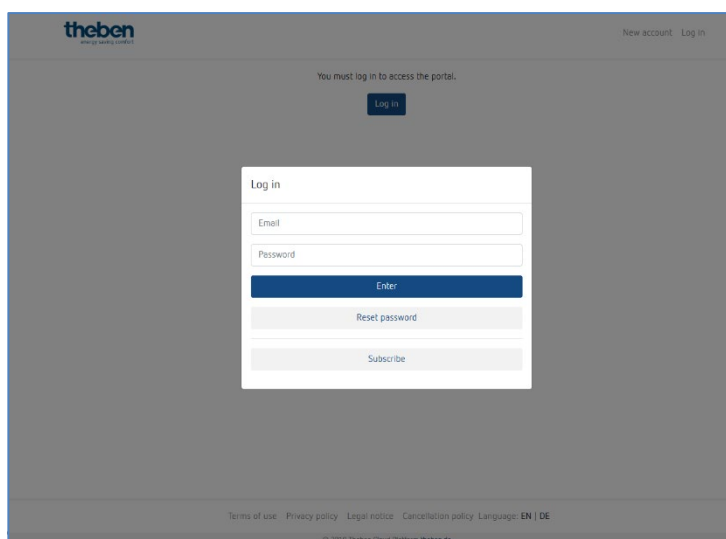 theben
energy saving comfort
New account Log in
You must log in to access the portal.
Log in
Log in
Email
Password
Enter
Reset password
Subscribe
Terms of use Privacy policy Legal notice Cancellation policy Language: EN | DE